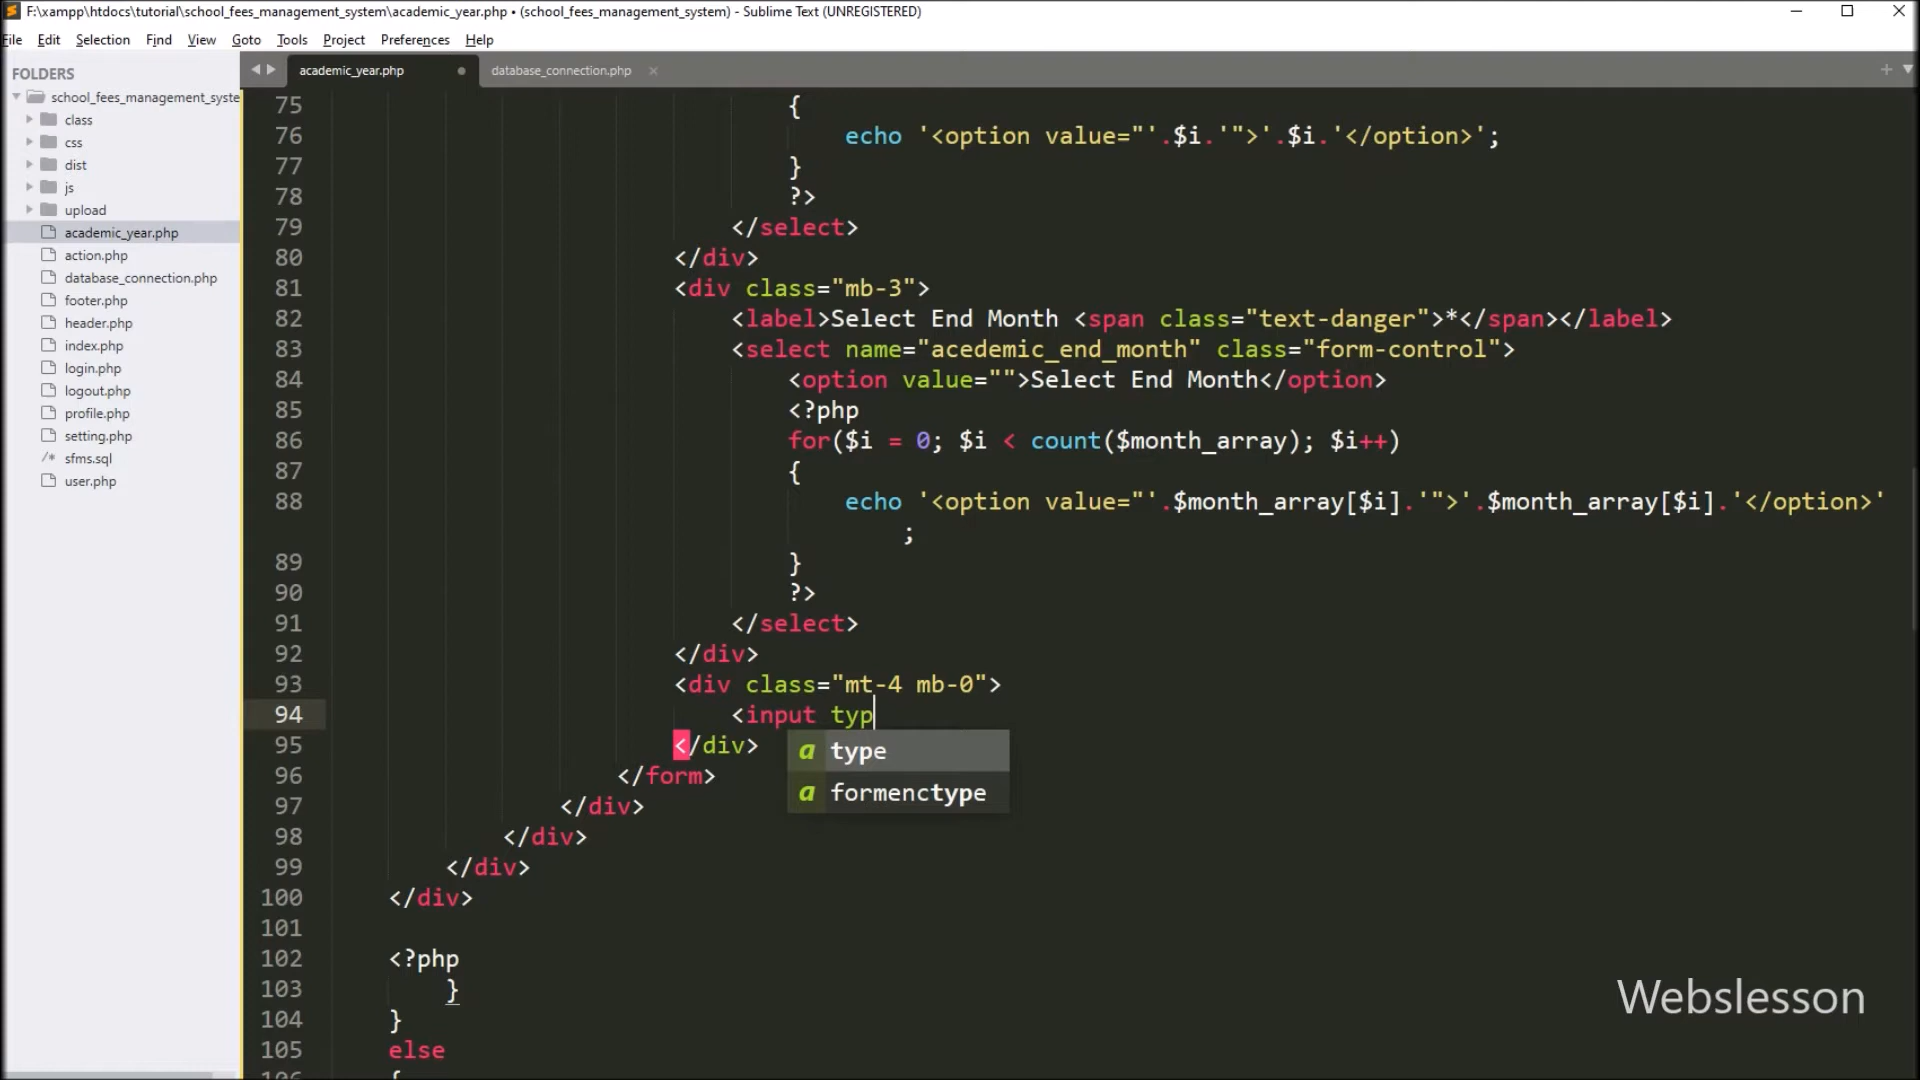 F:\xampp\htdocs\tutorial\school_fees_management_system\academic_year.php • (school_fees_management_system) - Sublime Text (UNREGISTERED)
File Edit Selection Find View Goto Tools Project Preferences Help
FOLDERS
school_fees_management_syste
class
css
dist
js
upload
academic_year.php
action.php
database_connection.php
footer.php
header.php
index.php
login.php
logout.php
profile.php
setting.php
/* sfms.sql
user.php
academic_year.php database_connection.php
75 {
76 echo '<option value="'.$i.'">'.$i.'</option>';
77 }
78 ?>
79 </select>
80 </div>
81 <div class="mb-3">
82 <label>Select End Month <span class="text-danger">*</span></label>
83 <select name="acedemic_end_month" class="form-control">
84 <option value="">Select End Month</option>
85 <?php
86 for($i = 0; $i < count($month_array); $i++)
87 {
88 echo '<option value="'.$month_array[$i].'">'.$month_array[$i].'</option>'
;
89 }
90 ?>
91 </select>
92 </div>
93 <div class="mt-4 mb-0">
94 <input typ
95 </div>
a type
a formenctype
96 </form>
97 </div>
98 </div>
99 </div>
100 </div>
101
102 <?php
103 }
104 }
105 else
106 {
Webslesson